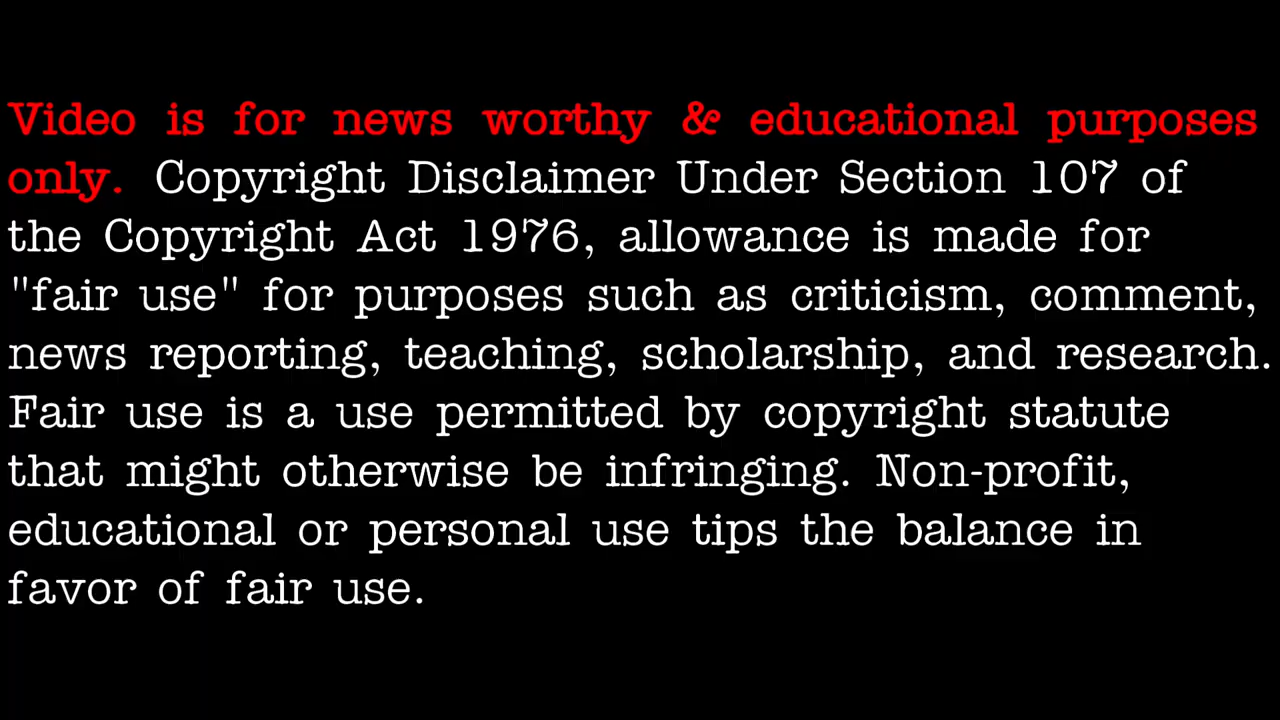 Video is for news worthy & educational purposes
only. Copyright Disclaimer Under Section 107 of
the Copyright Act 1976, allowance is made for
"fair use" for purposes such as criticism, comment,
news reporting, teaching, scholarship, and research.
Fair use is a use permitted by copyright statute
that might otherwise be infringing. Non-profit,
educational or personal use tips the balance in
favor of fair use.